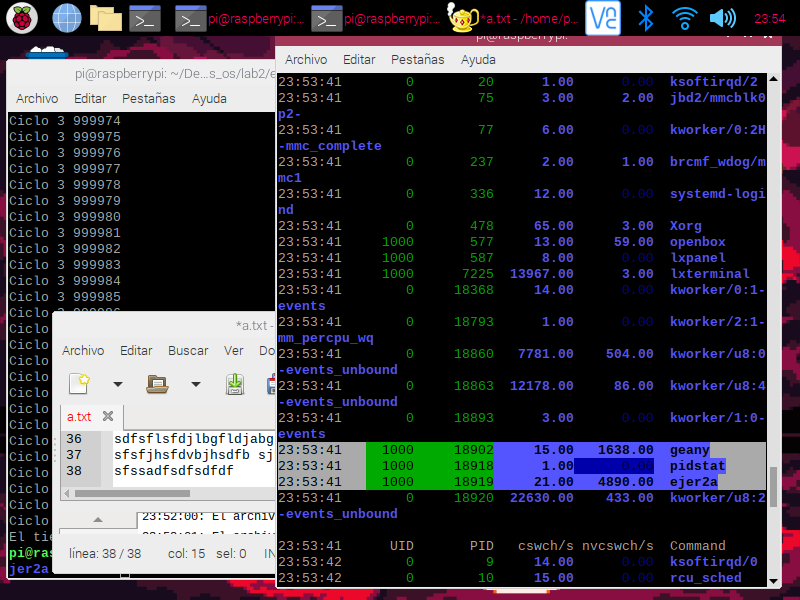 pi@raspberrypi:...
pi@raspberrypi:...
*a.txt - /home/p...
23:54
pi@raspberrypi: ~/De...s_os/lab2/e
Archivo Editar Pestañas Ayuda
Ciclo 3 999974
Ciclo 3 999975
Ciclo 3 999976
Ciclo 3 999977
Ciclo 3 999978
Ciclo 3 999979
Ciclo 3 999980
Ciclo 3 999981
Ciclo 3 999982
Ciclo 3 999983
Ciclo 3 999984
Ciclo 3 999985
Ciclo
Ciclo
Ciclo
Ciclo
Ciclo
Ciclo
Ciclo
Ciclo
Ciclo
Ciclo
Ciclo
Ciclo
Ciclo
El tie
pi@ras
jer2a
*a.txt -
Archivo Editar Buscar Ver Do
a.txt
36 sdfsflsfdjlbgfldjabg
37 sfsfjhsfdvbjhsdfb sj
38 sfssadfsdfsdfdf
23:52:00: El archiv
línea: 38 / 38 col: 15 sel: 0 IN
pi@raspberrypi:
Archivo Editar Pestañas Ayuda
23:53:41 0 20 1.00 0.00 ksoftirqd/2
23:53:41 0 75 3.00 2.00 jbd2/mmcblk0
p2-
23:53:41 0 77 6.00 0.00 kworker/0:2H
-mmc_complete
23:53:41 0 237 2.00 1.00 brcmf_wdog/m
mc1
23:53:41 0 336 12.00 0.00 systemd-logi
nd
23:53:41 0 478 65.00 3.00 Xorg
23:53:41 1000 577 13.00 59.00 openbox
23:53:41 1000 587 8.00 0.00 lxpanel
23:53:41 1000 7225 13967.00 3.00 lxterminal
23:53:41 0 18368 14.00 0.00 kworker/0:1-
events
23:53:41 0 18793 1.00 0.00 kworker/2:1-
mm_percpu_wq
23:53:41 0 18860 7781.00 504.00 kworker/u8:0
-events_unbound
23:53:41 0 18863 12178.00 86.00 kworker/u8:4
-events_unbound
23:53:41 0 18893 3.00 0.00 kworker/1:0-
events
23:53:41 1000 18902 15.00 1638.00 geany
23:53:41 1000 18918 1.00 0.00 pidstat
23:53:41 1000 18919 21.00 4890.00 ejer2a
23:53:41 0 18920 22630.00 433.00 kworker/u8:2
-events_unbound
23:53:41 UID PID cswch/s nvcswch/s Command
23:53:42 0 9 14.00 0.00 ksoftirqd/0
23:53:42 0 10 15.00 0.00 rcu_sched